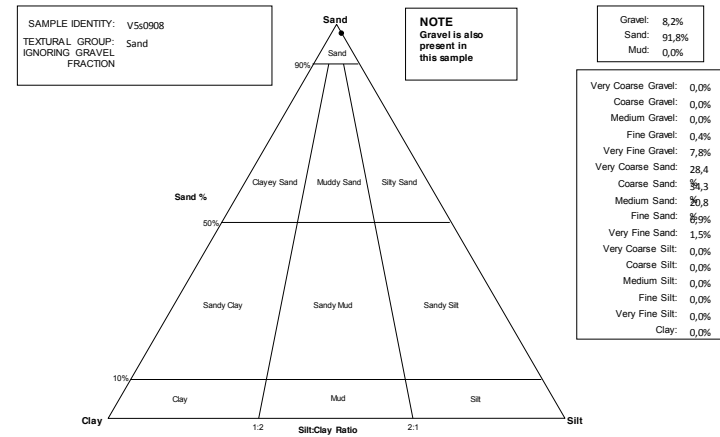 SAMPLE IDENTITY: V5s0908
TEXTURAL GROUP: Sand
IGNORING GRAVEL
FRACTION
Sand
NOTE
Gravel is also
present in
this sample
Gravel: 8,2%
Sand: 91,8%
Mud: 0,0%
Sand
90%
Very Coarse Gravel: 0,0%
Coarse Gravel: 0,0%
Medium Gravel: 0,0%
Fine Gravel: 0,4%
Very Fine Gravel: 7,8%
Very Coarse Sand: 28,4
%
Coarse Sand: 34,3
%
Medium Sand: 20,8
%
Fine Sand: 6,9%
Very Fine Sand: 1,5%
Very Coarse Silt: 0,0%
Coarse Silt: 0,0%
Medium Silt: 0,0%
Fine Silt: 0,0%
Very Fine Silt: 0,0%
Clay: 0,0%
Clayey Sand Muddy Sand Silty Sand
Sand %
50%
Sandy Clay Sandy Mud Sandy Silt
10%
Clay Mud Silt
Clay Silt
1:2 Silt:Clay Ratio 2:1